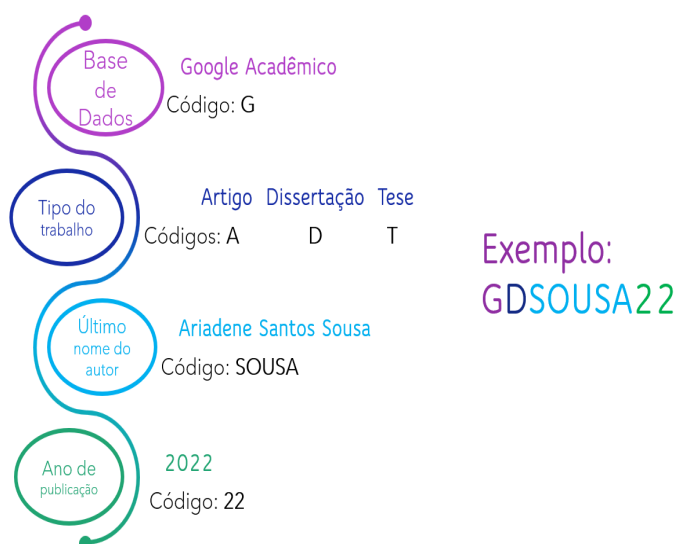 Base
de
Dados
Google Acadêmico
Código: G
Tipo do
trabalho
Artigo Dissertação Tese
Códigos: A D T
Exemplo:
GDSOUSA22
Último
nome do
autor
Ariadene Santos Sousa
Código: SOUSA
Ano de
publicação
2022
Código: 22